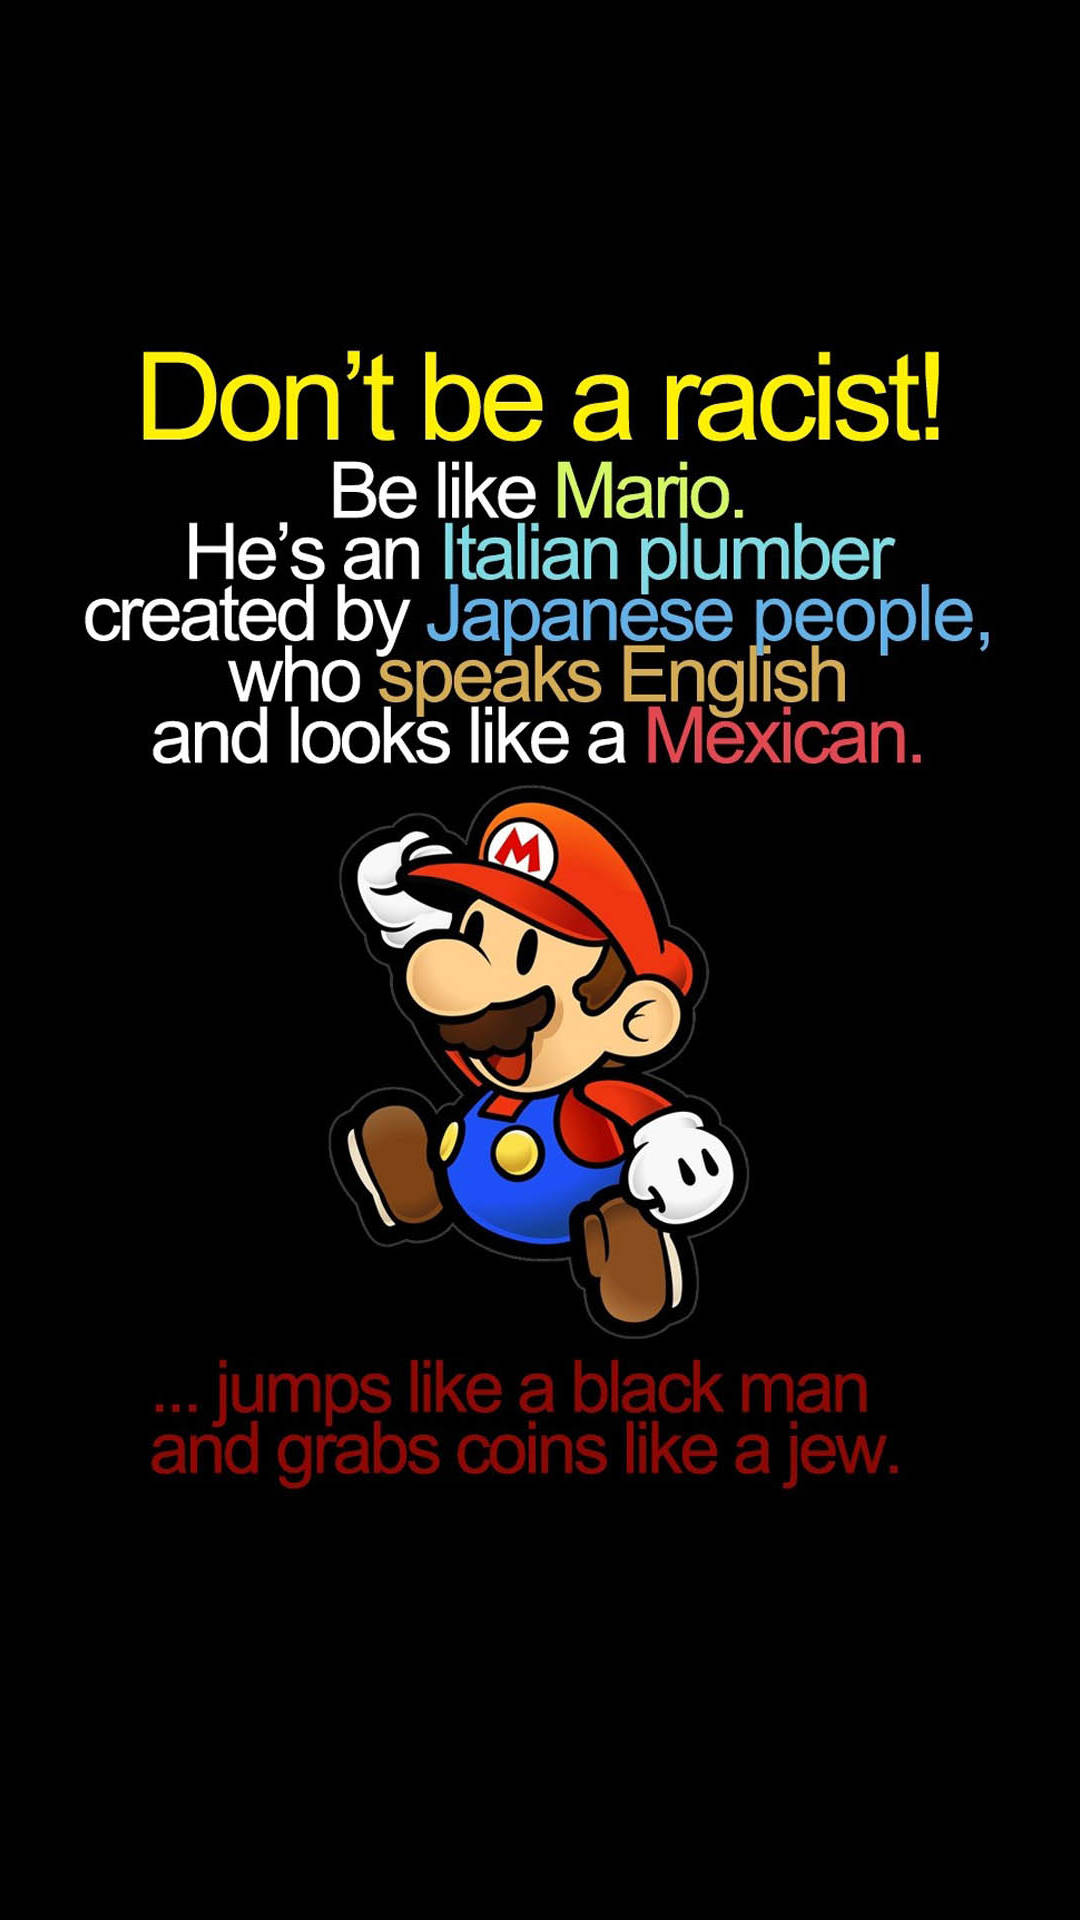 Don't be a racist!
Be like Mario.
He's an Italian plumber
created by Japanese people,
who speaks English
and looks like a Mexican.
M
... jumps like a black man
and grabs coins like a jew.